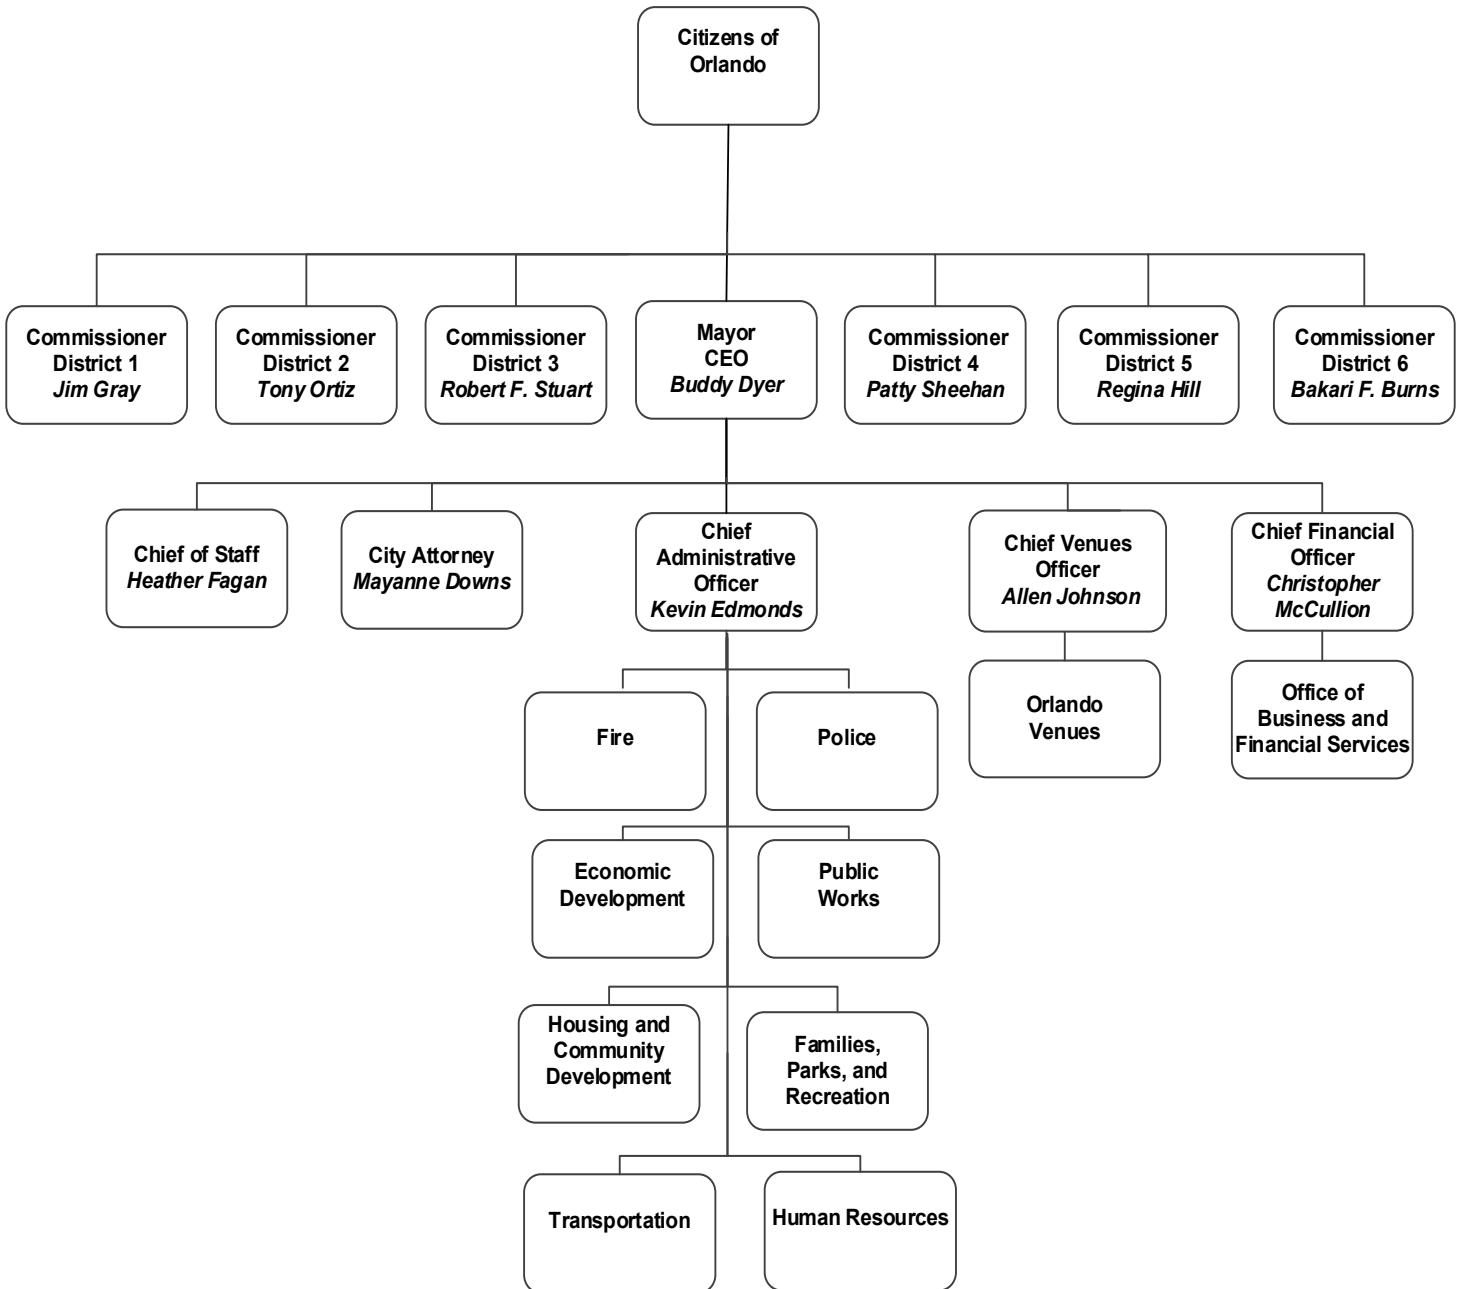 Citizens of
Orlando
Commissioner
District 1
Jim Gray
Commissioner
District 2
Tony Ortiz
Commissioner
District 3
Robert F. Stuart
Mayor
CEO
Buddy Dyer
Commissioner
District 4
Patty Sheehan
Commissioner
District 5
Regina Hill
Commissioner
District 6
Bakari F. Burns
Chief of Staff
Heather Fagan
City Attorney
Mayanne Downs
Chief
Administrative
Officer
Kevin Edmonds
Chief Venues
Officer
Allen Johnson
Chief Financial
Officer
Christopher
McCullion
Fire
Police
Orlando
Venues
Office of
Business and
Financial Services
Economic
Development
Public
Works
Housing and
Community
Development
Families,
Parks, and
Recreation
Transportation
Human Resources